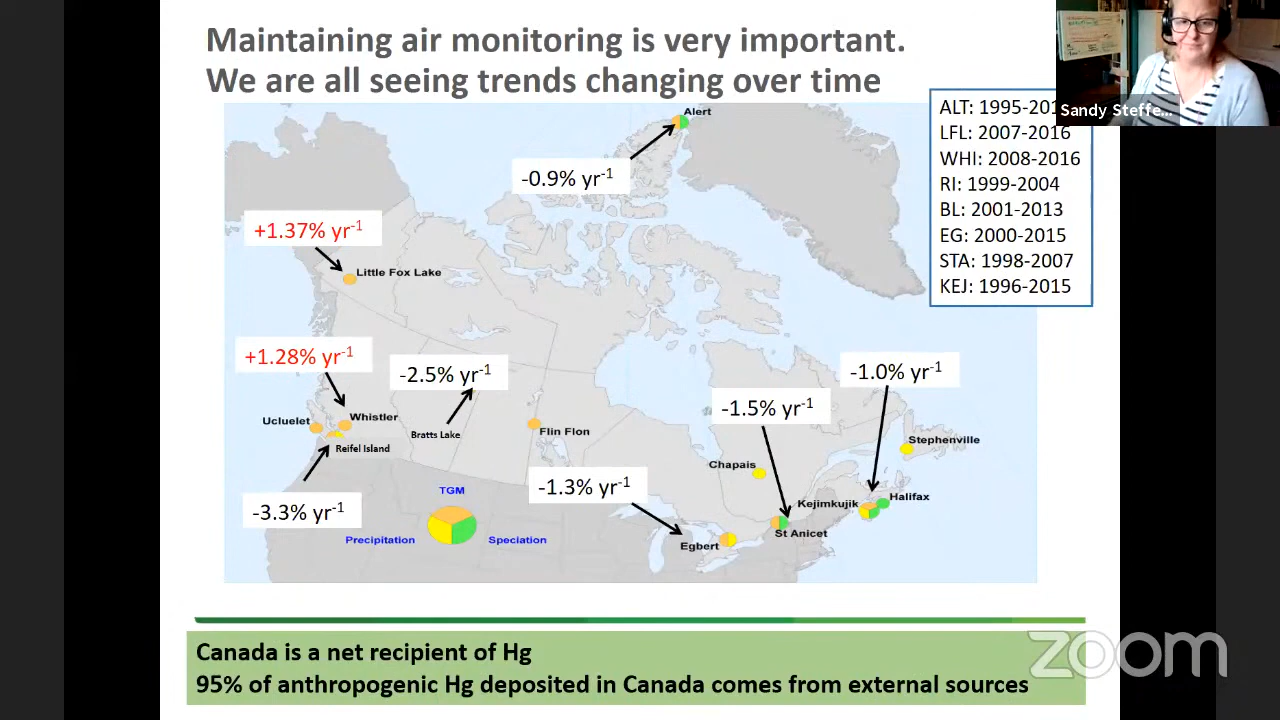 Maintaining air monitoring is very important.
We are all seeing trends changing over time
Sandy Steffe...
ALT: 1995-201
LFL: 2007-2016
WHI: 2008-2016
RI: 1999-2004
BL: 2001-2013
EG: 2000-2015
STA: 1998-2007
KEJ: 1996-2015
Alert
-0.9% yr-1
+1.37% yr-1
Little Fox Lake
+1.28% yr-1
-2.5% yr-1
-1.0% yr-1
-1.5% yr-1
Ucluelet
Whistler
Reifel Island
Bratts Lake
Flin Flon
Stephenville
Chapais
-3.3% yr-1
-1.3% yr-1
Kejimkujik
Halifax
St Anicet
Egbert
TGM
Precipitation
Speciation
Canada is a net recipient of Hg
95% of anthropogenic Hg deposited in Canada comes from external sources
zoom